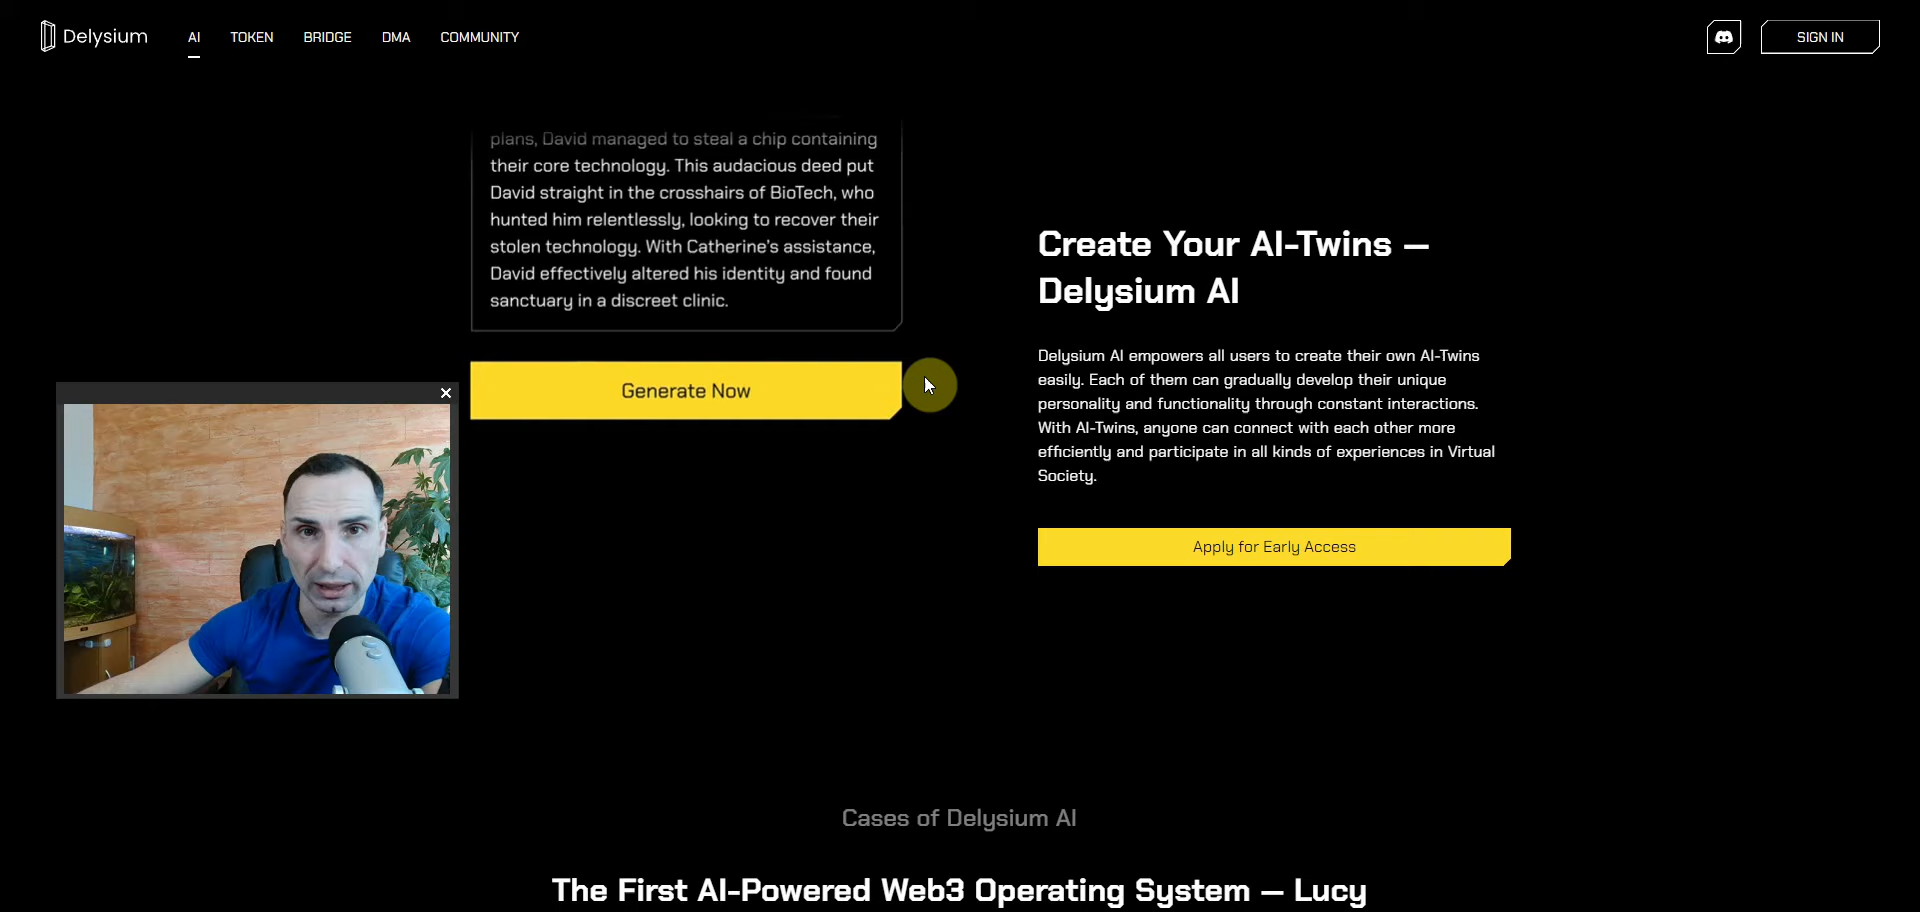 Delysium
AI
TOKEN
BRIDGE
DMA
COMMUNITY
SIGN IN
plans, David managed to steal a chip containing
their core technology. This audacious deed put
David straight in the crosshairs of BioTech, who
hunted him relentlessly, looking to recover their
stolen technology. With Catherine's assistance,
David effectively altered his identity and found
sanctuary in a discreet clinic.
Generate Now
Create Your AI-Twins —
Delysium AI
Delysium AI empowers all users to create their own AI-Twins
easily. Each of them can gradually develop their unique
personality and functionality through constant interactions.
With AI-Twins, anyone can connect with each other more
efficiently and participate in all kinds of experiences in Virtual
Society.
Apply for Early Access
Cases of Delysium AI
The First AI-Powered Web3 Operating System — Lucy